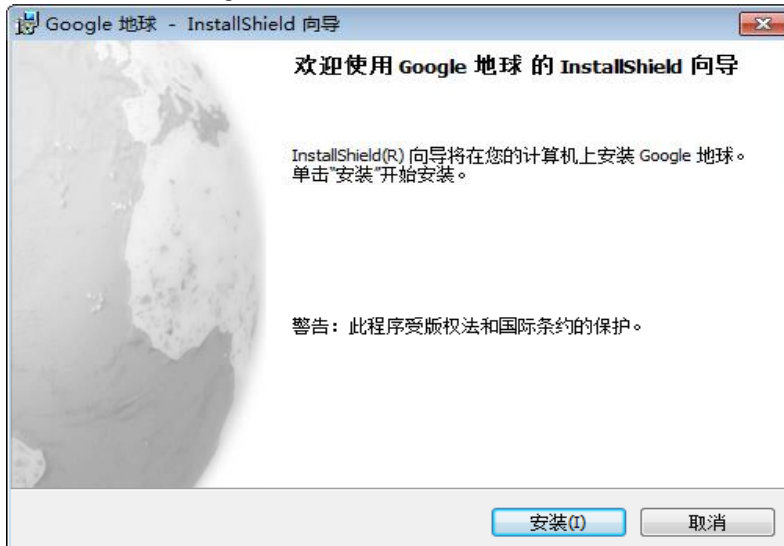 Google 地球 - InstallShield 向导
欢迎使用 Google 地球 的 InstallShield 向导
InstallShield(R) 向导将在您的计算机上安装 Google 地球。
单击"安装"开始安装。
警告：此程序受版权法和国际条约的保护。
安装(I)
取消